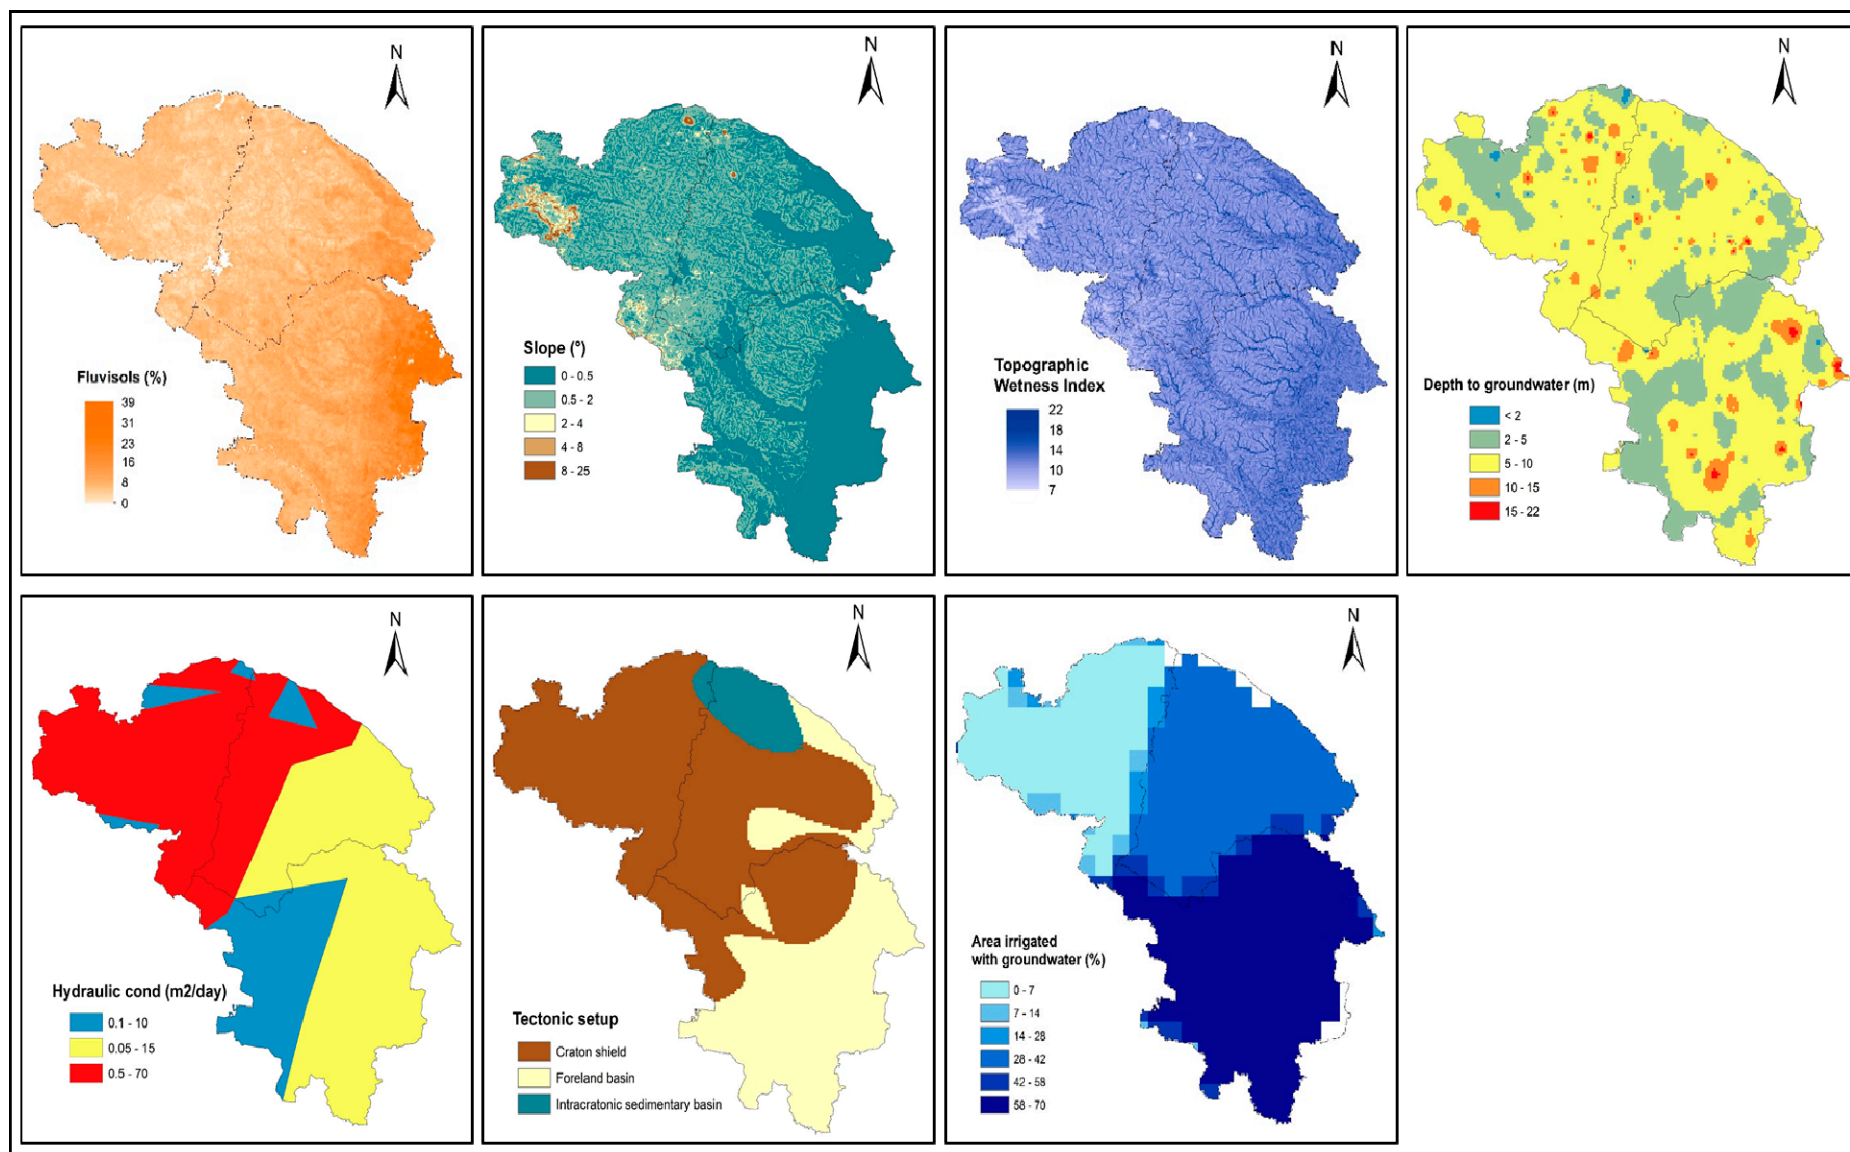 N
Fluvisols (%)
39
31
23
16
8
0
N
Slope (°)
0 - 0.5
0.5 - 2
2 - 4
4 - 8
8 - 25
N
Topographic
Wetness Index
22
18
14
10
7
N
Depth to groundwater (m)
< 2
2 - 5
5 - 10
10 - 15
15 - 22
N
Hydraulic cond (m2/day)
0.1 - 10
0.05 - 15
0.5 - 70
N
Tectonic setup
Craton shield
Foreland basin
Intracratonic sedimentary basin
N
Area irrigated
with groundwater (%)
0 - 7
7 - 14
14 - 28
28 - 42
42 - 58
58 - 70